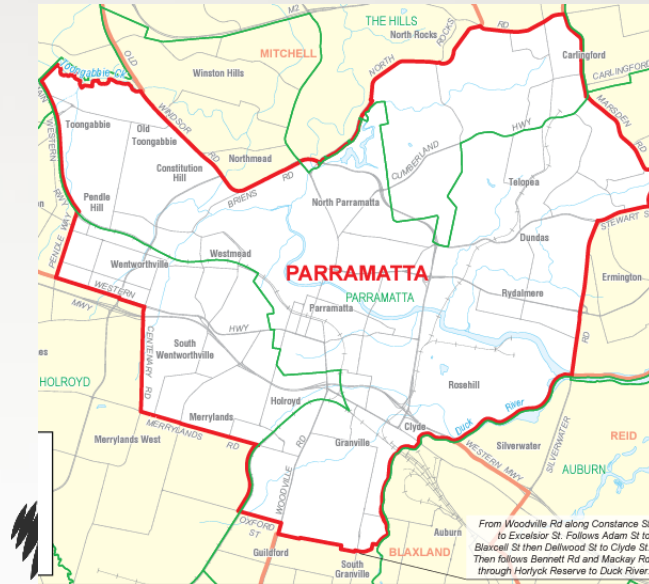 M2
THE HILLS
North Rocks
RD
ROCKS
NORTH
MITCHELL
Carlingford
CARLINGFORD
Toongabbie Ck
OLD
WINDSOR
RD
Winston Hills
MARSDEN
RD
WESTERN
Toongabbie
Old
Toongabbie
Constitution
Hill
Northmead
BRIENS
RD
CUMBERLAND
HWY
Telopea
Pendle
Hill
RWY
PENDLE WAY
North Parramatta
STEWART S
Dundas
Westmead
Wentworthville
PARRAMATTA
PARRAMATTA
Ermington
Rydalmere
RD
WESTERN
MWY
HWY
Parramatta
CENTENARY RD
South
Wentworthville
es
HOLROYD
Rosehill
Holroyd
Merrylands
MERRYLANDS
RD
Merrylands West
WOODVILLE
RD
Granville
Clyde
Duck
River
WESTERN MWY
Silverwater
SILVERWATER
REID
AUBURN
OXFORD
ST
Guildford
South
Granville
BLAXLAND
Auburn
From Woodville Rd along Constance St
to Excelsior St. Follows Adam St to
Blaxcell St then Dellwood St to Clyde St.
Then follows Bennett Rd and Mackay Rd
through Horlyck Reserve to Duck River.